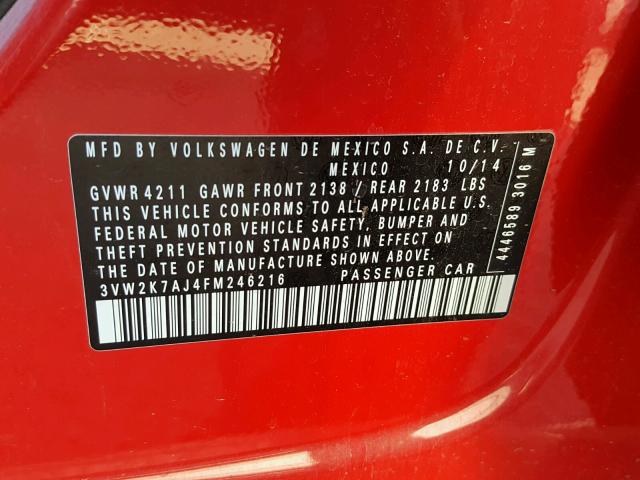 MFD BY VOLKSWAGEN DE MEXICO S.A. DE C.V.
MEXICO 10/14
GVWR 4211 GAWR FRONT 2138 / REAR 2183 LBS
THIS VEHICLE CONFORMS TO ALL APPLICABLE U.S.
FEDERAL MOTOR VEHICLE SAFETY, BUMPER AND
THEFT PREVENTION STANDARDS IN EFFECT ON
THE DATE OF MANUFACTURE SHOWN ABOVE.
3VW2K7AJ4FM246216 PASSENGER CAR
4446589 3016 M